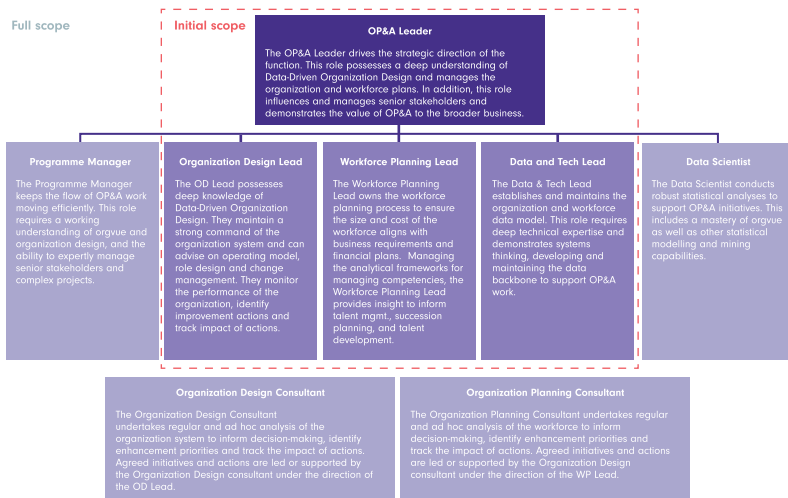 Full scope
Initial scope
OP&A Leader
The OP&A Leader drives the strategic direction of the
function. This role possesses a deep understanding of
Data-Driven Organization Design and manages the
organization and workforce plans. In addition, this role
influences and manages senior stakeholders and
demonstrates the value of OP&A to the broader business.
Programme Manager
The Programme Manager
keeps the flow of OP&A work
moving efficiently. This role
requires a working
understanding of orgvue and
organization design, and the
ability to expertly manage
senior stakeholders and
complex projects.
Organization Design Lead
The OD Lead possesses
deep knowledge of
Data-Driven Organization
Design. They maintain a
strong command of the
organization system and can
advise on operating model,
role design and change
management. They monitor
the performance of the
organization, identify
improvement actions and
track impact of actions.
Workforce Planning Lead
The Workforce Planning
Lead owns the workforce
planning process to ensure
the size and cost of the
workforce aligns with
business requirements and
financial plans.  Managing
the analytical frameworks for
managing competencies, the
Workforce Planning Lead
provides insight to inform
talent mgmt., succession
planning, and talent
development.
Data and Tech Lead
The Data & Tech Lead
establishes and maintains the
organization and workforce
data model. This role requires
deep technical expertise and
demonstrates systems
thinking, developing and
maintaining the data
backbone to support OP&A
work.
Data Scientist
The Data Scientist conducts
robust statistical analyses to
support OP&A initiatives. This
includes a mastery of orgvue
as well as other statistical
modelling and mining
capabilities.
Organization Design Consultant
The Organization Design Consultant
undertakes regular and ad hoc analysis of the
organization system to inform decision-making, identify
enhancement priorities and track the impact of actions.
Agreed initiatives and actions are led or supported by
the Organization Design consultant under the direction of
the OD Lead.
Organization Planning Consultant
The Organization Planning Consultant undertakes regular
and ad hoc analysis of the workforce to inform
decision-making, identify enhancement priorities and
track the impact of actions. Agreed initiatives and actions
are led or supported by the Organization Design
consultant under the direction of the WP Lead.